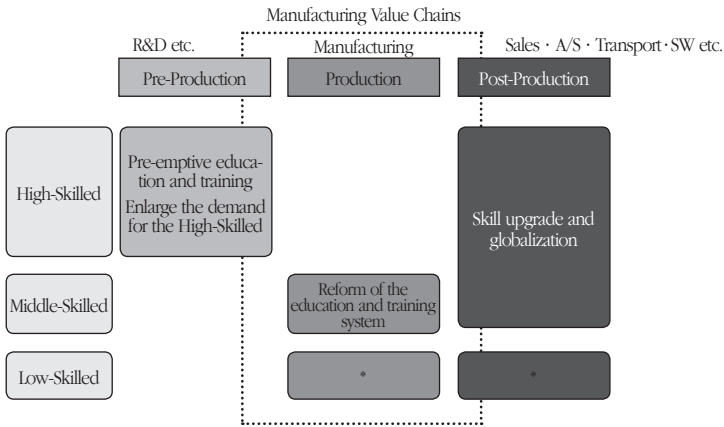 Manufacturing Value Chains
R&D etc.
Manufacturing
Sales · A/S · Transport · SW etc.
Pre-Production
Production
Post-Production
High-Skilled
Pre-emptive educa-
tion and training
Enlarge the demand
for the High-Skilled
Skill upgrade and
globalization
Middle-Skilled
Reform of the
education and training
system
Low-Skilled
*
*